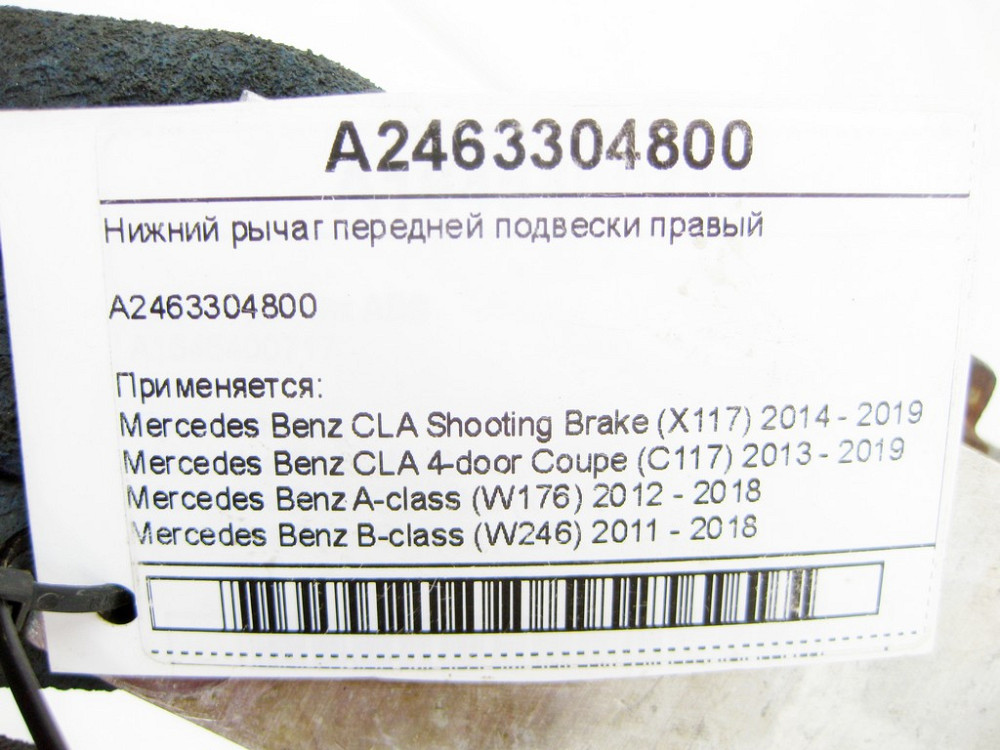 A2463304800
Нижний рычаг передней подвески правый
A2463304800
Применяется:
Mercedes Benz CLA Shooting Brake (X117) 2014 - 2019
Mercedes Benz CLA 4-door Coupe (C117) 2013 - 2019
Mercedes Benz A-class (W176) 2012 - 2018
Mercedes Benz B-class (W246) 2011 - 2018